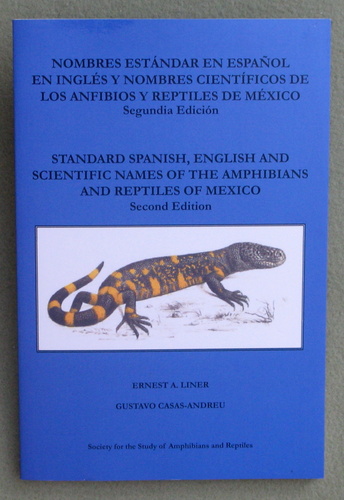 NOMBRES ESTÁNDAR EN ESPAÑOL
EN INGLÉS Y NOMBRES CIENTÍFICOS DE
LOS ANFIBIOS Y REPTILES DE MÉXICO
Segundia Edición
STANDARD SPANISH, ENGLISH AND
SCIENTIFIC NAMES OF THE AMPHIBIANS
AND REPTILES OF MEXICO
Second Edition
ERNEST A. LINER
GUSTAVO CASAS-ANDREU
Society for the Study of Amphibians and Reptiles